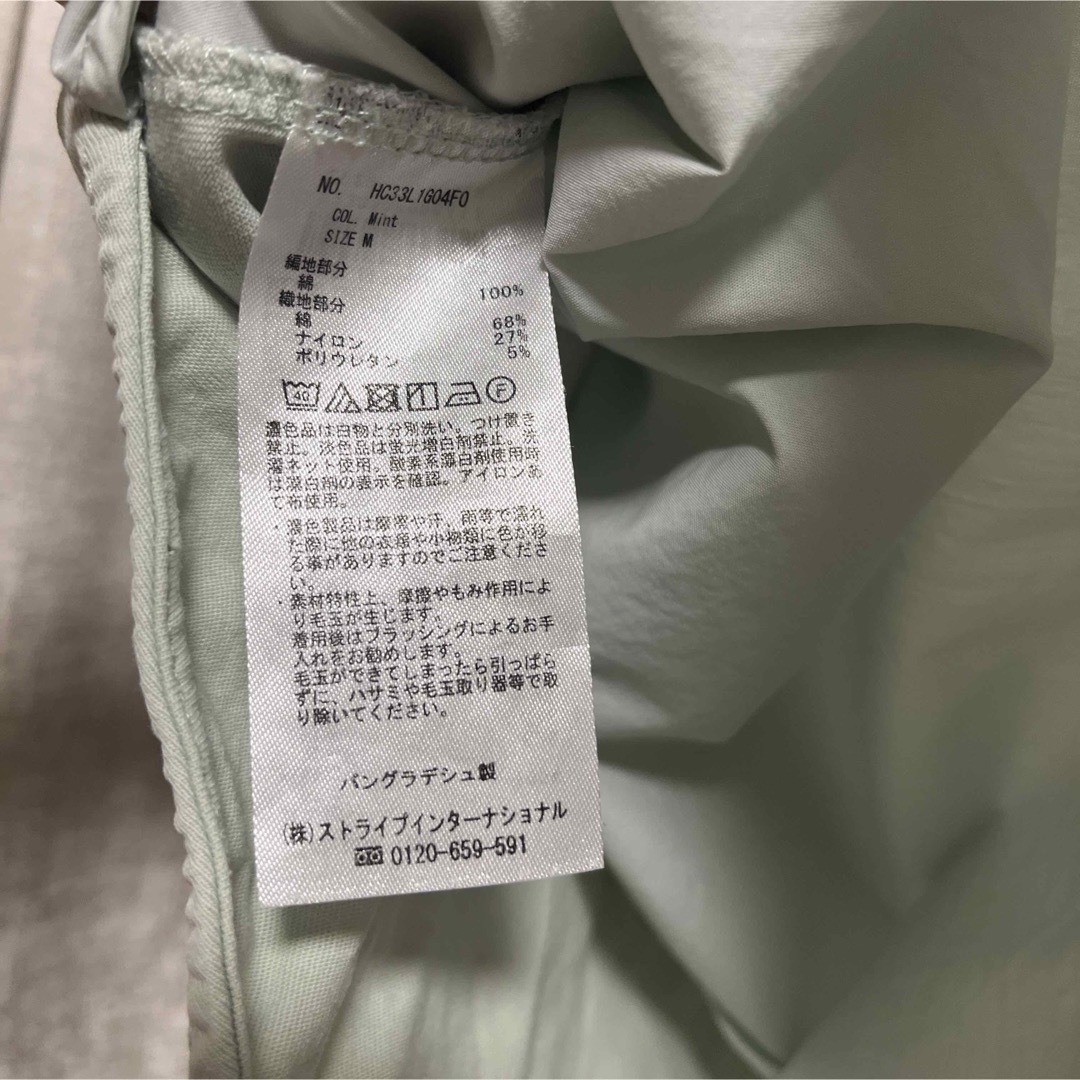 NO. HC33L1G04F0
COL. Mint
SIZE M
編地部分
綿 100%
織地部分
綿 68%
ナイロン 27%
ポリウレタン 5%
40 F
濃色品は白物と分別洗い。つけ置き
禁止。淡色品は蛍光増白剤禁止。洗
濯ネット使用。酸素系漂白剤使用時
は漂白剤の表示を確認。アイロンあ
て布使用。
・濃色製品は摩擦や汗、雨等で濡れ
た際に他の衣種や小物類に色が移
る事がありますのでご注意くださ
い。
・素材特性上、摩擦やもみ作用によ
り毛玉が生じます。
着用後はブラッシングによるお手
入れをお勧めします。
毛玉ができてしまったら引っぱら
ずに、ハサミや毛玉取り器等で取
り除いてください。
バングラデシュ製
(株)ストライプインターナショナル
0120-659-591